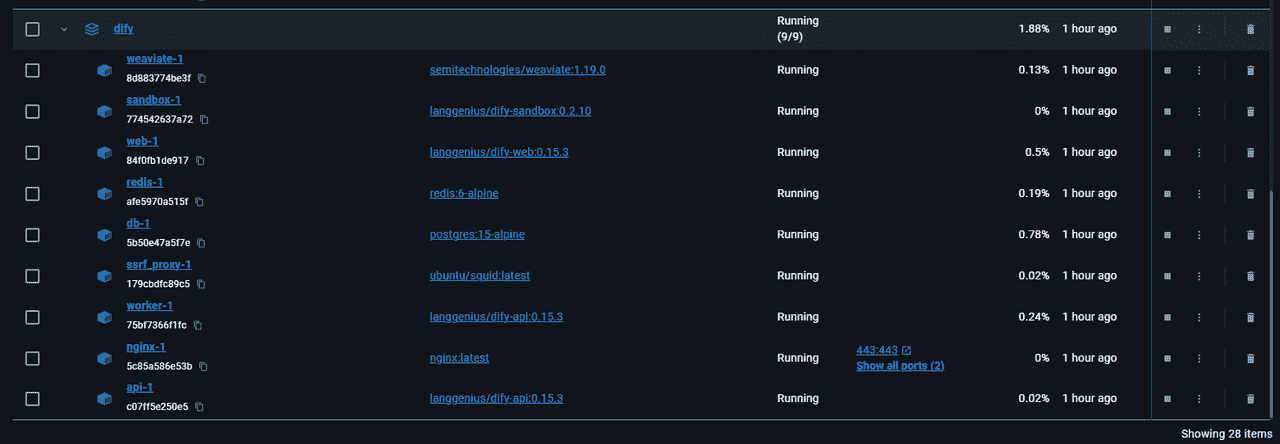 dify Running 1.88% 1 hour ago
(9/9)
weaviate-1
8d883774be3f semitechnologies/weaviate:1.19.0 Running 0.13% 1 hour ago
sandbox-1
774542637a72 langgenius/dify-sandbox:0.2.10 Running 0% 1 hour ago
web-1
84f0fb1de917 langgenius/dify-web:0.15.3 Running 0.5% 1 hour ago
redis-1
afe5970a515f redis:6-alpine Running 0.19% 1 hour ago
db-1
5b50e47a5f7e postgres:15-alpine Running 0.78% 1 hour ago
ssrf_proxy-1
179cbdfc89c5 ubuntu/squid:latest Running 0.02% 1 hour ago
worker-1
75bf7366f1fc langgenius/dify-api:0.15.3 Running 0.24% 1 hour ago
nginx-1
5c85a586e53b nginx:latest Running 443:443 0% 1 hour ago
Show all ports (2)
api-1
c07ff5e250e5 langgenius/dify-api:0.15.3 Running 0.02% 1 hour ago
Showing 28 items